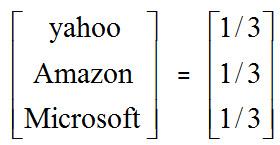 yahoo 1/3
Amazon = 1/3
Microsoft 1/3